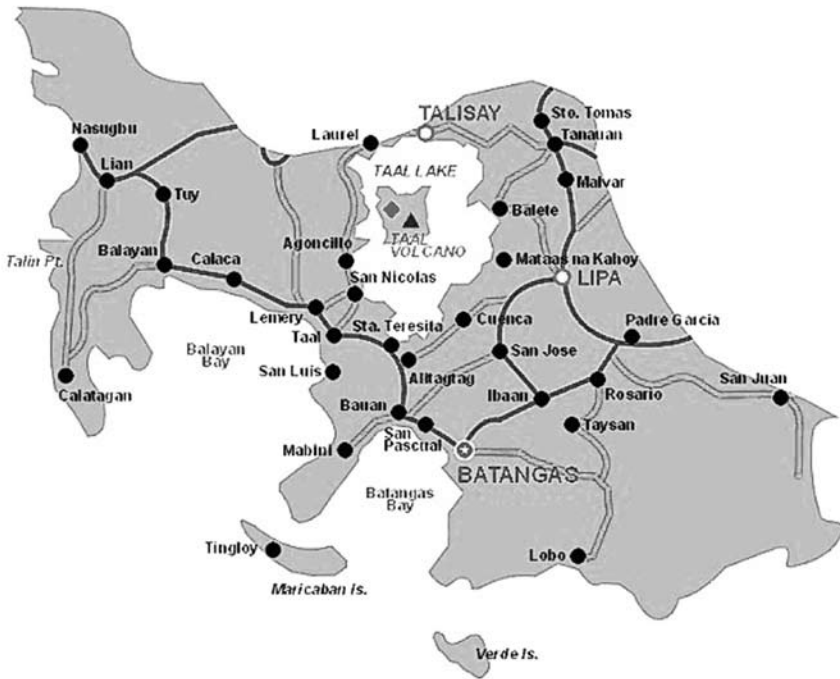 TALISAY
Sto. Tomas
Nasugbu
Laurel
Tanauan
Lian
TAAL LAKE
Malvar
Tuy
Balete
TAAL
VOLCANO
Agoncillo
Balayan
Calaca
Talin Pt.
Mataas na Kahoy
San Nicolas
LIPA
Lemery
Sta. Teresita
Cuenca
Padre Garcia
Taal
Balayan
Bay
San Jose
Alitagtag
San Luis
Calatagan
San Juan
Rosario
Ibaan
Bauan
Taysan
San
Pascual
Mabini
BATANGAS
Batangas
Bay
Tingloy
Lobo
Maricaban is.
Verde Is.